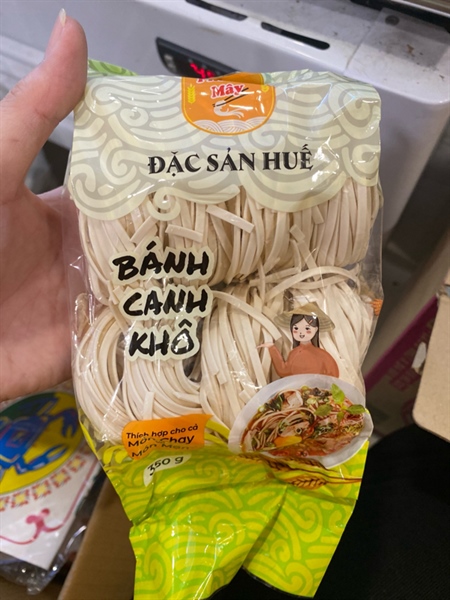 Mây
ĐẶC SẢN HUẾ
BÁNH
CANH
KHÔ
Thích hợp cho cả
Món Chay
350 g